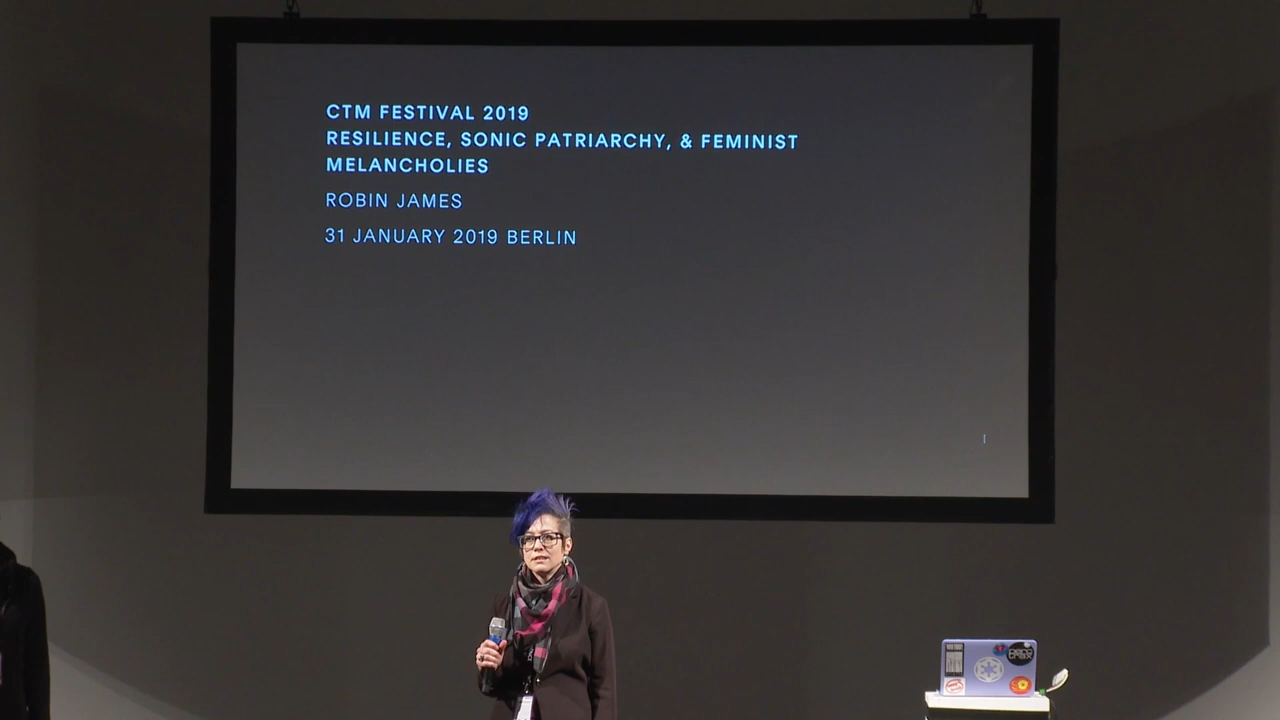 CTM FESTIVAL 2019
RESILIENCE, SONIC PATRIARCHY, & FEMINIST
MELANCHOLIES
ROBIN JAMES
31 JANUARY 2019 BERLIN